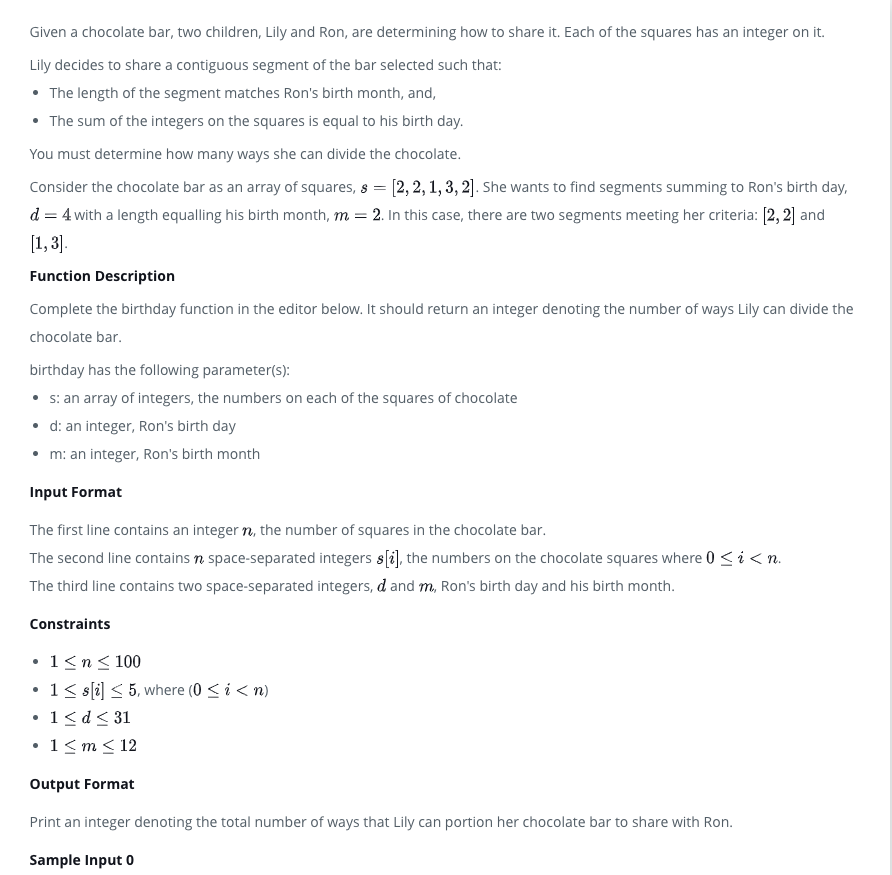 Given a chocolate bar, two children, Lily and Ron, are determining how to share it. Each of the squares has an integer on it.
Lily decides to share a contiguous segment of the bar selected such that:
• The length of the segment matches Ron's birth month, and,
• The sum of the integers on the squares is equal to his birth day.
You must determine how many ways she can divide the chocolate.
Consider the chocolate bar as an array of squares, s = [2, 2, 1, 3, 2]. She wants to find segments summing to Ron's birth day,
d = 4 with a length equalling his birth month, m = 2. In this case, there are two segments meeting her criteria: [2, 2] and
[1, 3].
Function Description
Complete the birthday function in the editor below. It should return an integer denoting the number of ways Lily can divide the
chocolate bar.
birthday has the following parameter(s):
• s: an array of integers, the numbers on each of the squares of chocolate
• d: an integer, Ron's birth day
• m: an integer, Ron's birth month
Input Format
The first line contains an integer n, the number of squares in the chocolate bar.
The second line contains n space-separated integers s[i], the numbers on the chocolate squares where 0 ≤ i < n.
The third line contains two space-separated integers, d and m, Ron's birth day and his birth month.
Constraints
• 1 ≤ n ≤ 100
• 1 ≤ s[i] ≤ 5, where (0 ≤ i < n)
• 1 ≤ d ≤ 31
• 1 ≤ m ≤ 12
Output Format
Print an integer denoting the total number of ways that Lily can portion her chocolate bar to share with Ron.
Sample Input 0